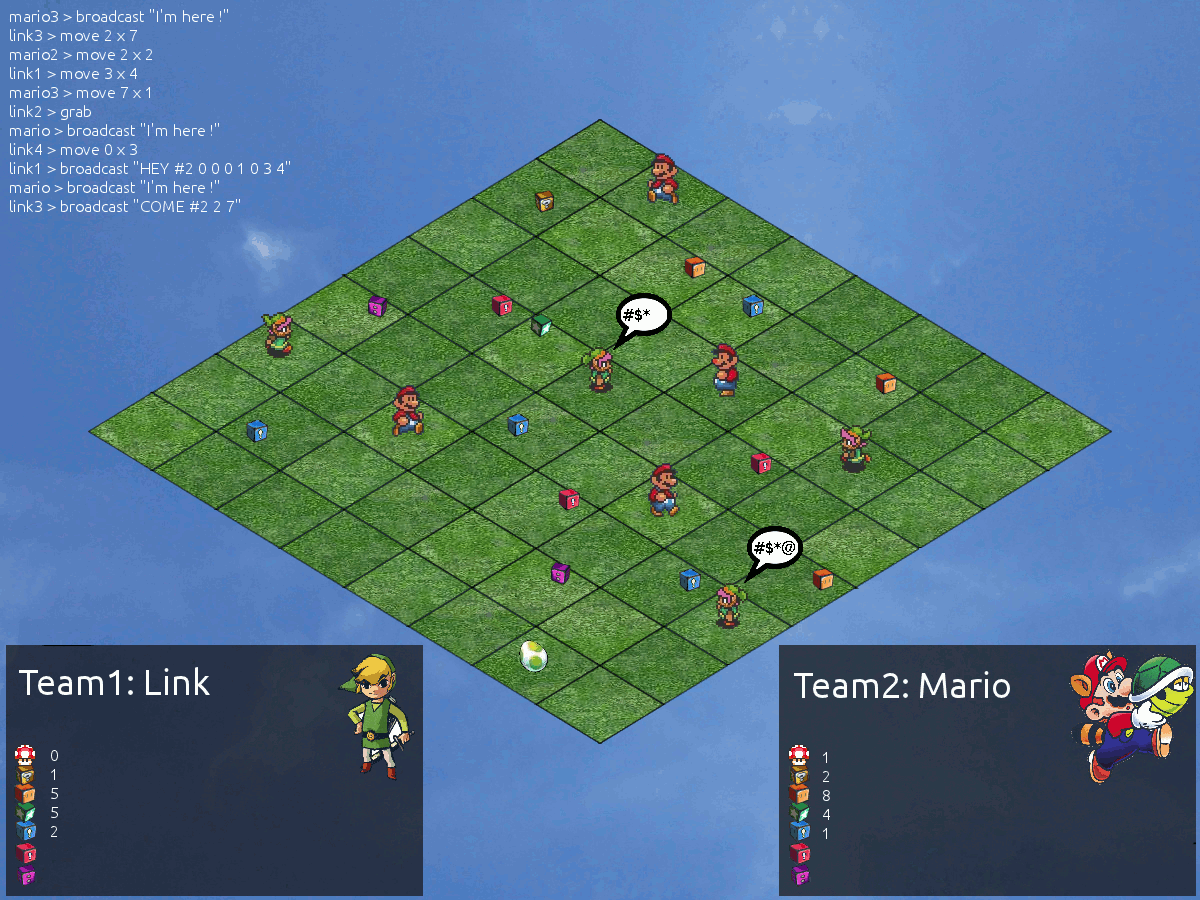 mario3 > broadcast "I'm here !"
link3 > move 2 x 7
mario2 > move 2 x 2
link1 > move 3 x 4
mario3 > move 7 x 1
link2 > grab
mario > broadcast "I'm here !"
link4 > move 0 x 3
link1 > broadcast "HEY #2 0 0 0 1 0 3 4"
mario > broadcast "I'm here !"
link3 > broadcast "COME #2 2 7"
#$*
#$*@
Team1: Link
0
1
5
5
2
Team2: Mario
1
2
8
4
1